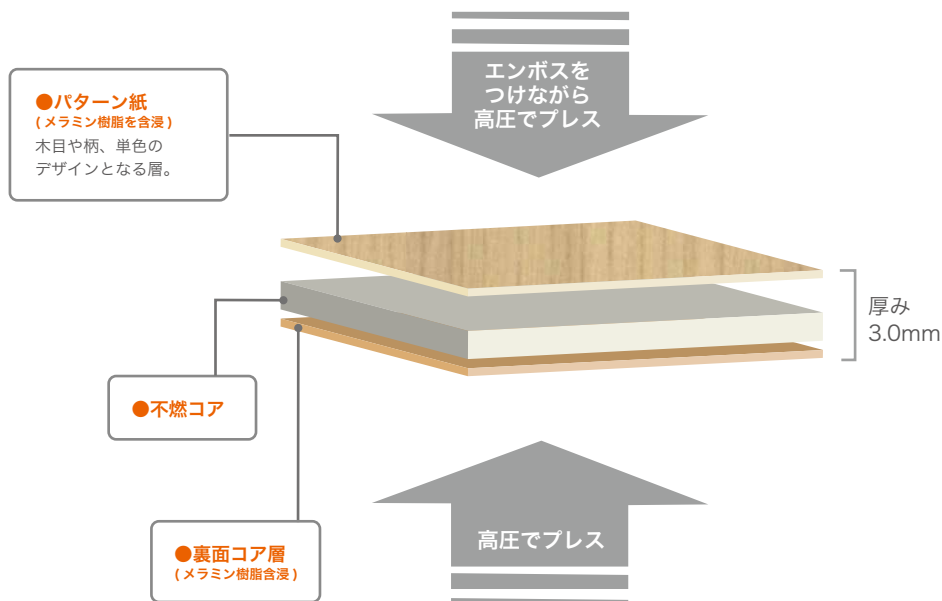 エンボスを
つけながら
高圧でプレス
●パターン紙
( メラミン樹脂を含浸 )
木目や柄、単色の
デザインとなる層。
厚み
3.0mm
●不燃コア
●裏面コア層
( メラミン樹脂含浸 )
高圧でプレス